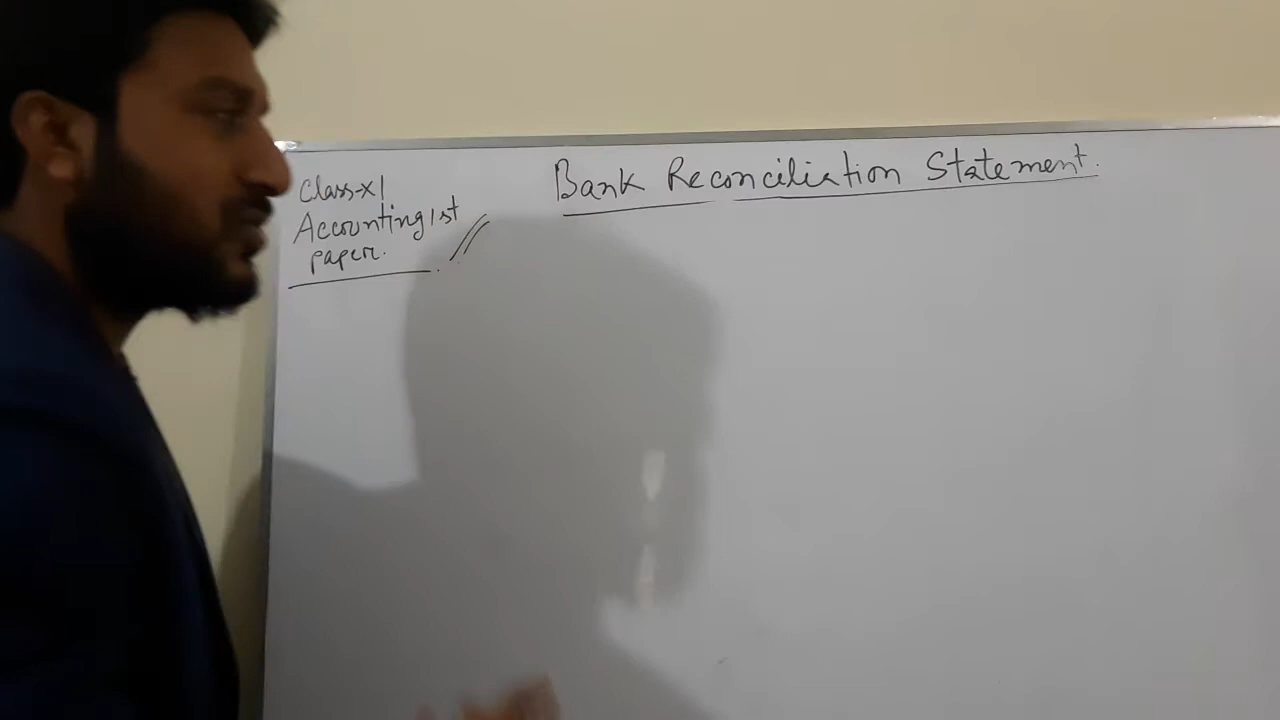 Class-XI
Accounting 1st
paper.
Bank Reconciliation Statement.